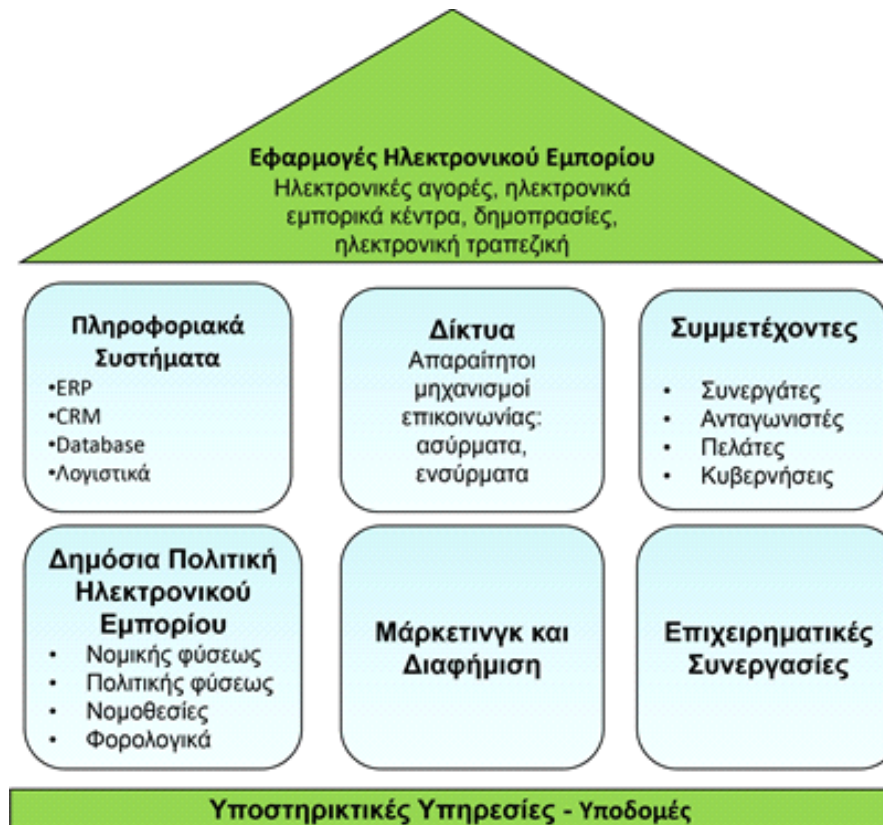 Εφαρμογές Ηλεκτρονικού Εμπορίου
Ηλεκτρονικές αγορές, ηλεκτρονικά
εμπορικά κέντρα, δημοπρασίες,
ηλεκτρονική τραπεζική
Πληροφοριακά
Συστήματα
•ERP
•CRM
•Database
•Λογιστικά
Δίκτυα
Απαραίτητοι
μηχανισμοί
επικοινωνίας:
ασύρματα,
ενσύρματα
Συμμετέχοντες
• Συνεργάτες
• Ανταγωνιστές
• Πελάτες
• Κυβερνήσεις
Δημόσια Πολιτική
Ηλεκτρονικού
Εμπορίου
• Νομικής φύσεως
• Πολιτικής φύσεως
• Νομοθεσίες
• Φορολογικά
Μάρκετινγκ και
Διαφήμιση
Επιχειρηματικές
Συνεργασίες
Υποστηρικτικές Υπηρεσίες - Υποδομές